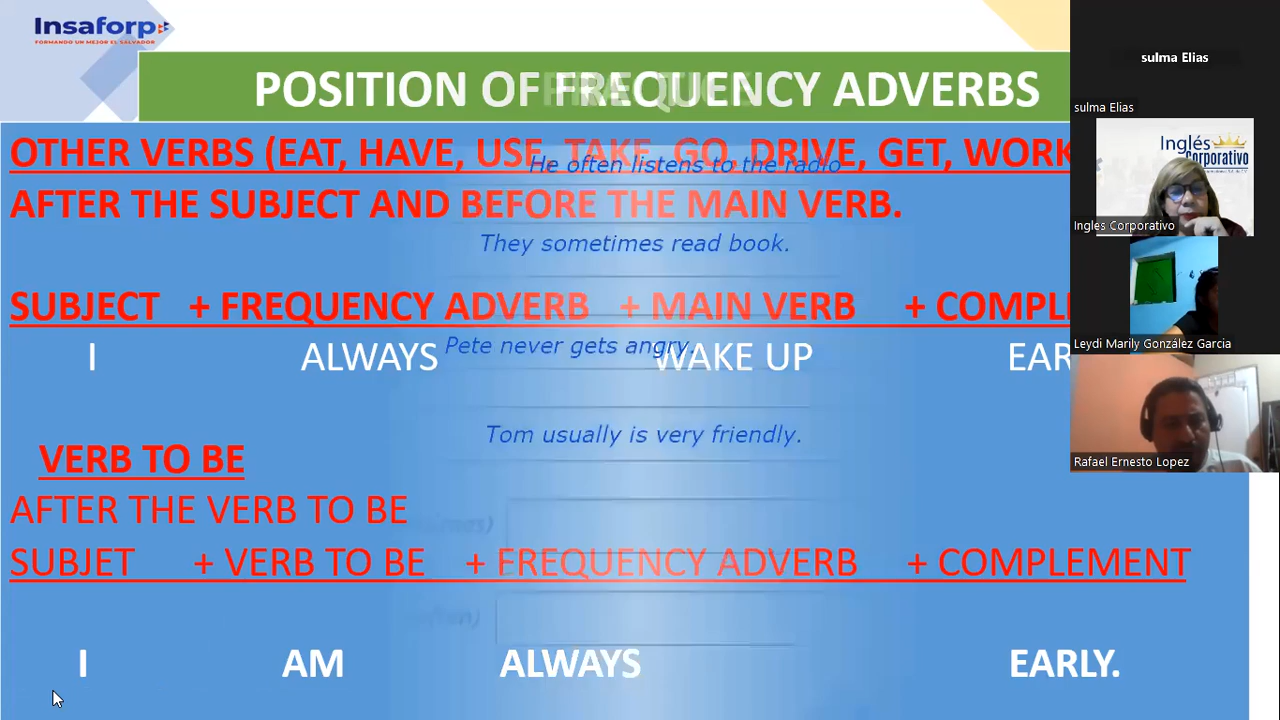 Insaforp
FORMANDO UN MEJOR EL SALVADOR
POSITION OF FREQUENCY ADVERBS
OTHER VERBS (EAT, HAVE, USE, TAKE, GO, DRIVE, GET, WORK
He often listens to the radio
AFTER THE SUBJECT AND BEFORE THE MAIN VERB.
They sometimes read book.
SUBJECT + FREQUENCY ADVERB + MAIN VERB + COMPL
Pete never gets angry.
I ALWAYS WAKE UP EAR
Tom usually is very friendly.
VERB TO BE
AFTER THE VERB TO BE
SUBJET + VERB TO BE + FREQUENCY ADVERB + COMPLEMENT
I AM ALWAYS EARLY.
sulma Elias
sulma Elias
Inglés
Corporativo
Ingles Corporativo
Leydi Marily González Garcia
Rafael Ernesto Lopez